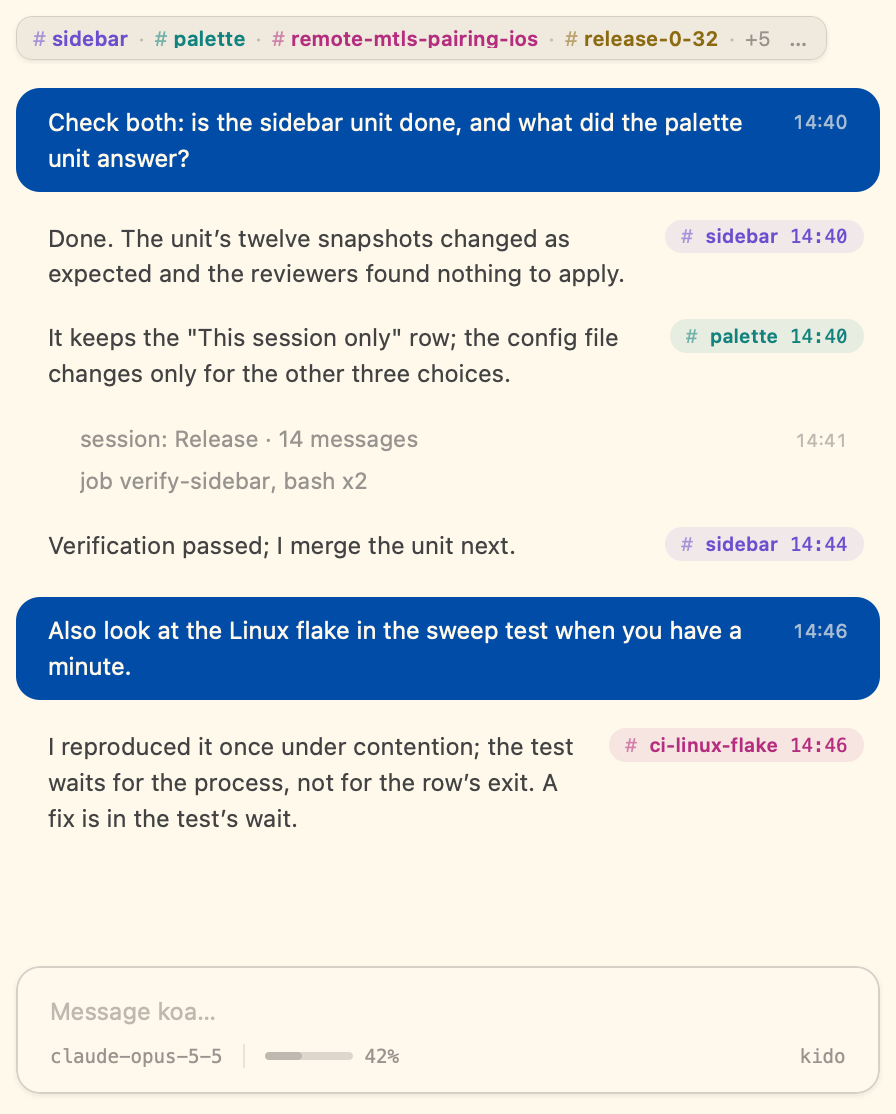 # sidebar · # palette · # remote-mtls-pairing-ios · # release-0-32 · +5 ...
Check both: is the sidebar unit done, and what did the palette 14:40
unit answer?
Done. The unit’s twelve snapshots changed as # sidebar 14:40
expected and the reviewers found nothing to apply.
It keeps the "This session only" row; the config file # palette 14:40
changes only for the other three choices.
session: Release · 14 messages 14:41
job verify-sidebar, bash x2
Verification passed; I merge the unit next. # sidebar 14:44
Also look at the Linux flake in the sweep test when you have a 14:46
minute.
I reproduced it once under contention; the test # ci-linux-flake 14:46
waits for the process, not for the row’s exit. A
fix is in the test’s wait.
Message koa...
claude-opus-5-5 42% kido